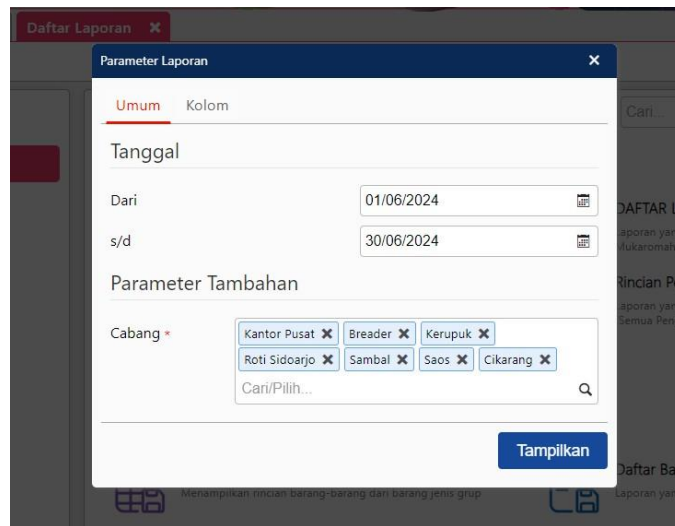 Daftar Laporan
Parameter Laporan
Umum Kolom
Cari...
Tanggal
Dari 01/06/2024
DAFTAR
s/d 30/06/2024
Parameter Tambahan
Cabang * Kantor Pusat Breader Kerupuk
Roti Sidoarjo Sambal Saos Cikarang
Cari/Pilih...
Tampilkan
Daftar
Menampilkan rincian barang-barang dari barang jenis grup